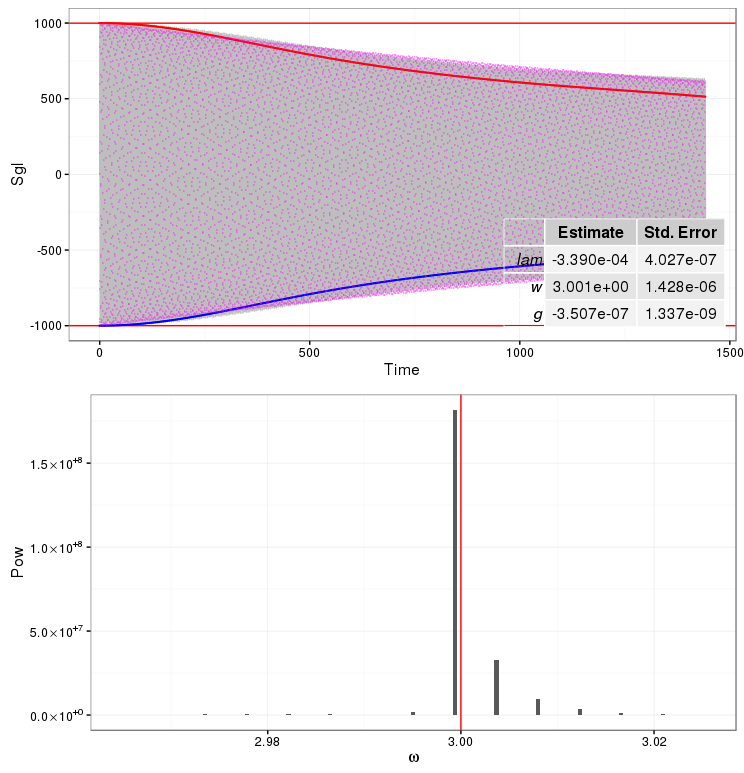 1000
500
0
-500
-1000
Sgl
Estimate Std. Error
lam -3.390e-04 4.027e-07
w 3.001e+00 1.428e-06
g -3.507e-07 1.337e-09
0 500 1000 1500
Time
1.5×10⁺⁸
1.0×10⁺⁸
5.0×10⁺⁷
0.0×10⁺⁰
Pow
2.98 3.00 3.02
ω